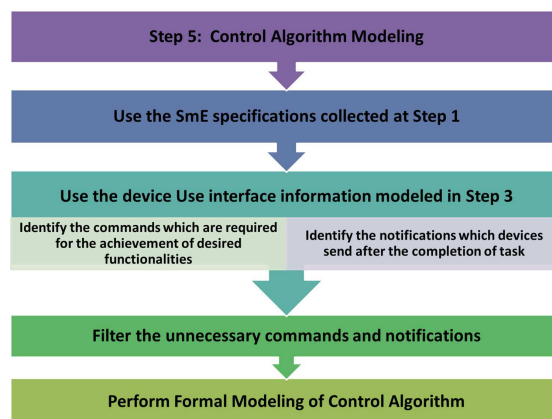 Step 5: Control Algorithm Modeling
Use the SmE specifications collected at Step 1
Use the device Use interface information modeled in Step 3
Identify the commands which are required
for the achievement of desired
functionalities
Identify the notifications which devices
send after the completion of task
Filter the unnecessary commands and notifications
Perform Formal Modeling of Control Algorithm